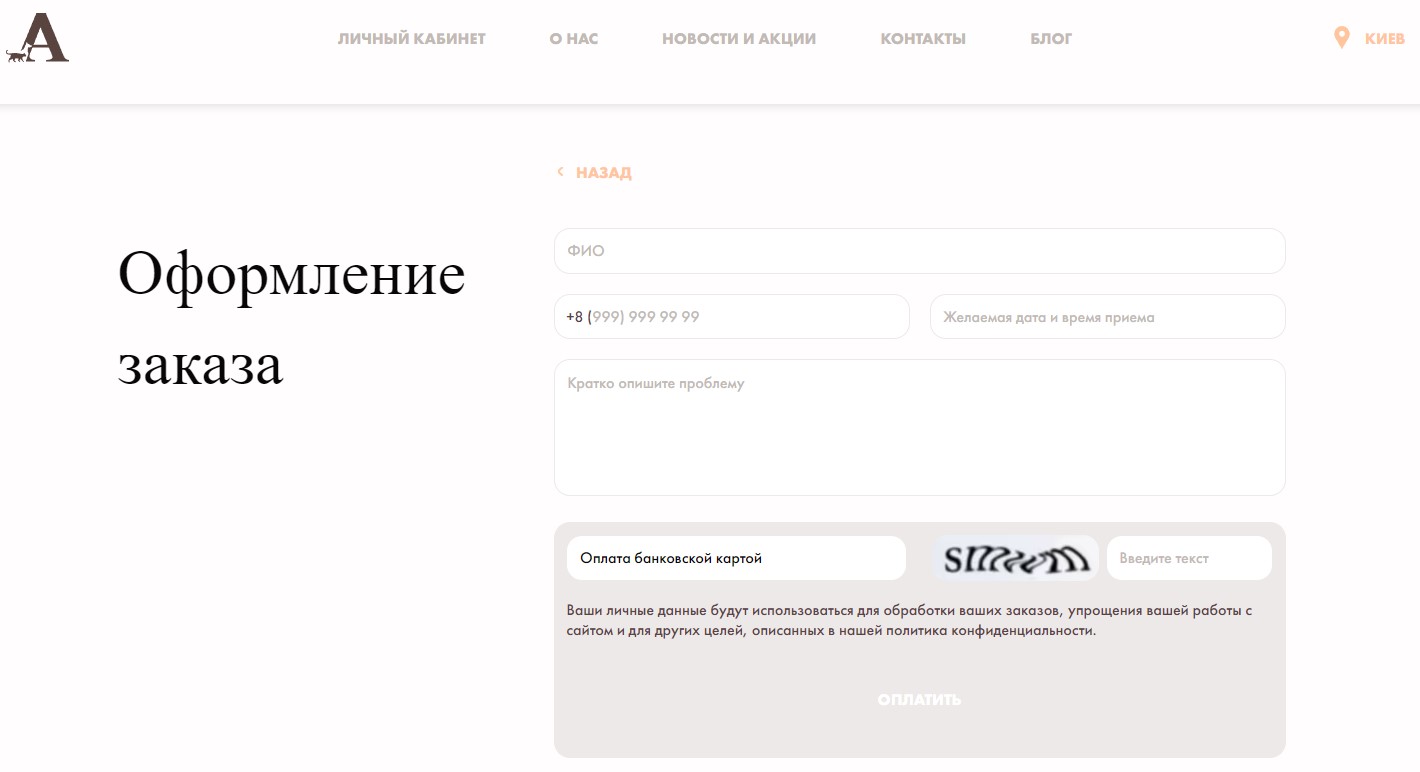 A
ЛИЧНЫЙ КАБИНЕТ
О НАС
НОВОСТИ И АКЦИИ
КОНТАКТЫ
БЛОГ
КИЕВ
НАЗАД
Оформление
заказа
ФИО
+8 (999) 999 99 99
Желаемая дата и время приема
Кратко опишите проблему
Оплата банковской картой
Введите текст
Ваши личные данные будут использоваться для обработки ваших заказов, упрощения вашей работы с
сайтом и для других целей, описанных в нашей политика конфиденциальности.
ОПЛАТИТЬ